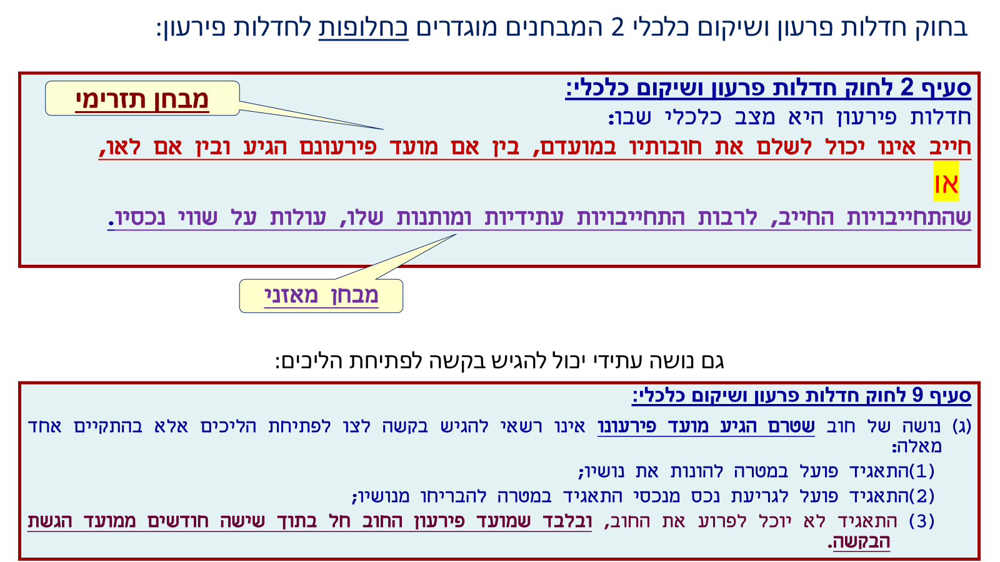 בחוק חדלות פרעון ושיקום כלכלי 2 המבחנים מוגדרים כחלופות לחדלות פירעון:
מבחן תזרימי
סעיף 2 לחוק חדלות פרעון ושיקום כלכלי:
חדלות פירעון היא מצב כלכלי שבו:
חייב אינו יכול לשלם את חובותיו במועדם, בין אם מועד פירעונם הגיע ובין אם לאו,
או
שהתחייבויות החייב, לרבות התחייבויות עתידיות ומותנות שלו, עולות על שווי נכסיו.
מבחן מאזני
גם נושה עתידי יכול להגיש בקשה לפתיחת הליכים:
סעיף 9 לחוק חדלות פרעון ושיקום כלכלי:
(ג) נושה של חוב שטרם הגיע מועד פירעונו אינו רשאי להגיש בקשה לצו לפתיחת הליכים אלא בהתקיים אחד
מאלה:
(1)התאגיד פועל במטרה להונות את נושיו;
(2)התאגיד פועל לגריעת נכס מנכסי התאגיד במטרה להבריחו מנושיו;
(3) התאגיד לא יוכל לפרוע את החוב, ובלבד שמועד פירעון החוב חל בתוך שישה חודשים ממועד הגשת
הבקשה.